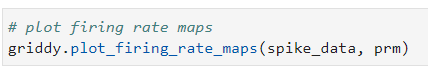 # plot firing rate maps
griddy.plot_firing_rate_maps(spike_data, prm)